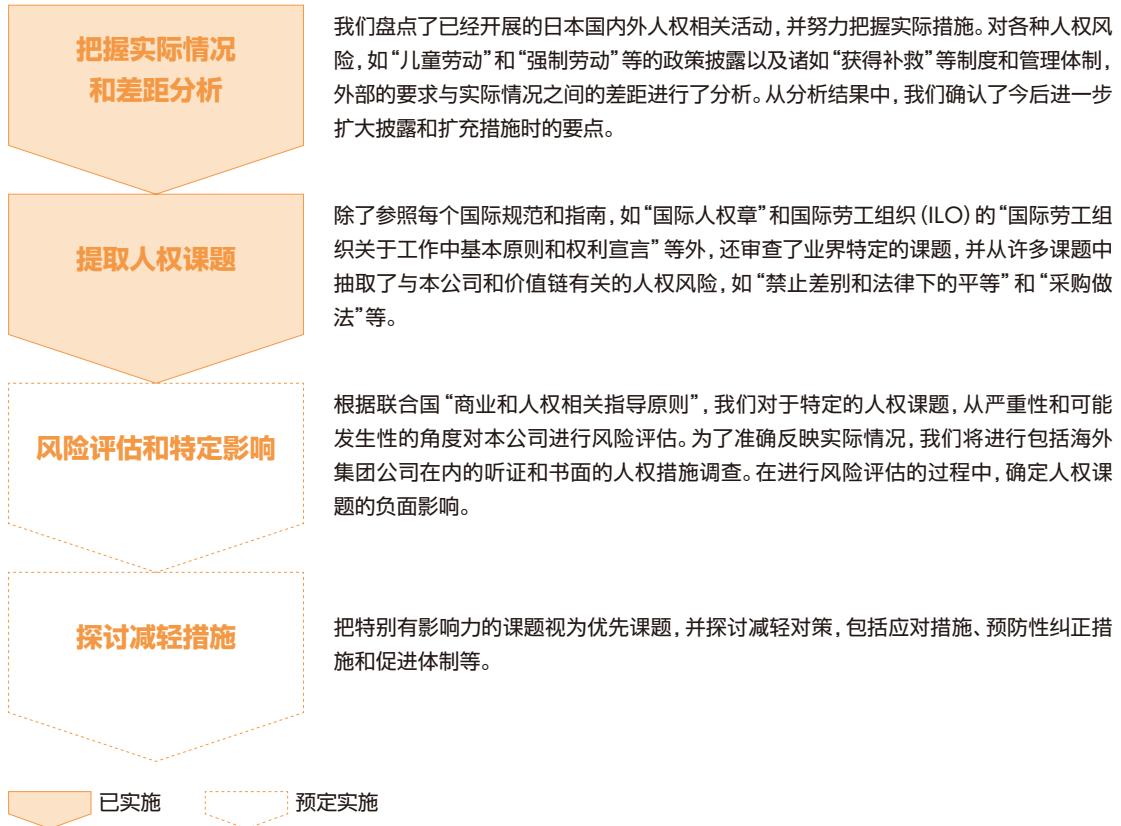 把握实际情况
和差距分析
我们盘点了已经开展的日本国内外人权相关活动，并努力把握实际措施。对各种人权风
险，如“儿童劳动”和“强制劳动”等的政策披露以及诸如“获得补救”等制度和管理体制，
外部的要求与实际情况之间的差距进行了分析。从分析结果中，我们确认了今后进一步
扩大披露和扩充措施时的要点。
提取人权课题
除了参照每个国际规范和指南，如“国际人权章”和国际劳工组织（ILO）的“国际劳工组
织关于工作中基本原则和权利宣言”等外，还审查了业界特定的课题，并从许多课题中
抽取了与本公司和价值链有关的人权风险，如“禁止差别和法律下的平等”和“采购做
法”等。
风险评估和特定影响
根据联合国“商业和人权相关指导原则”，我们对于特定的人权课题，从严重性和可能
发生性的角度对本公司进行风险评估。为了准确反映实际情况，我们将进行包括海外
集团公司在内的听证和书面的人权措施调查。在进行风险评估的过程中，确定人权课
题的负面影响。
探讨减轻措施
把特别有影响力的课题视为优先课题，并探讨减轻对策，包括应对措施、预防性纠正措
施和促进体制等。
已实施
预定实施